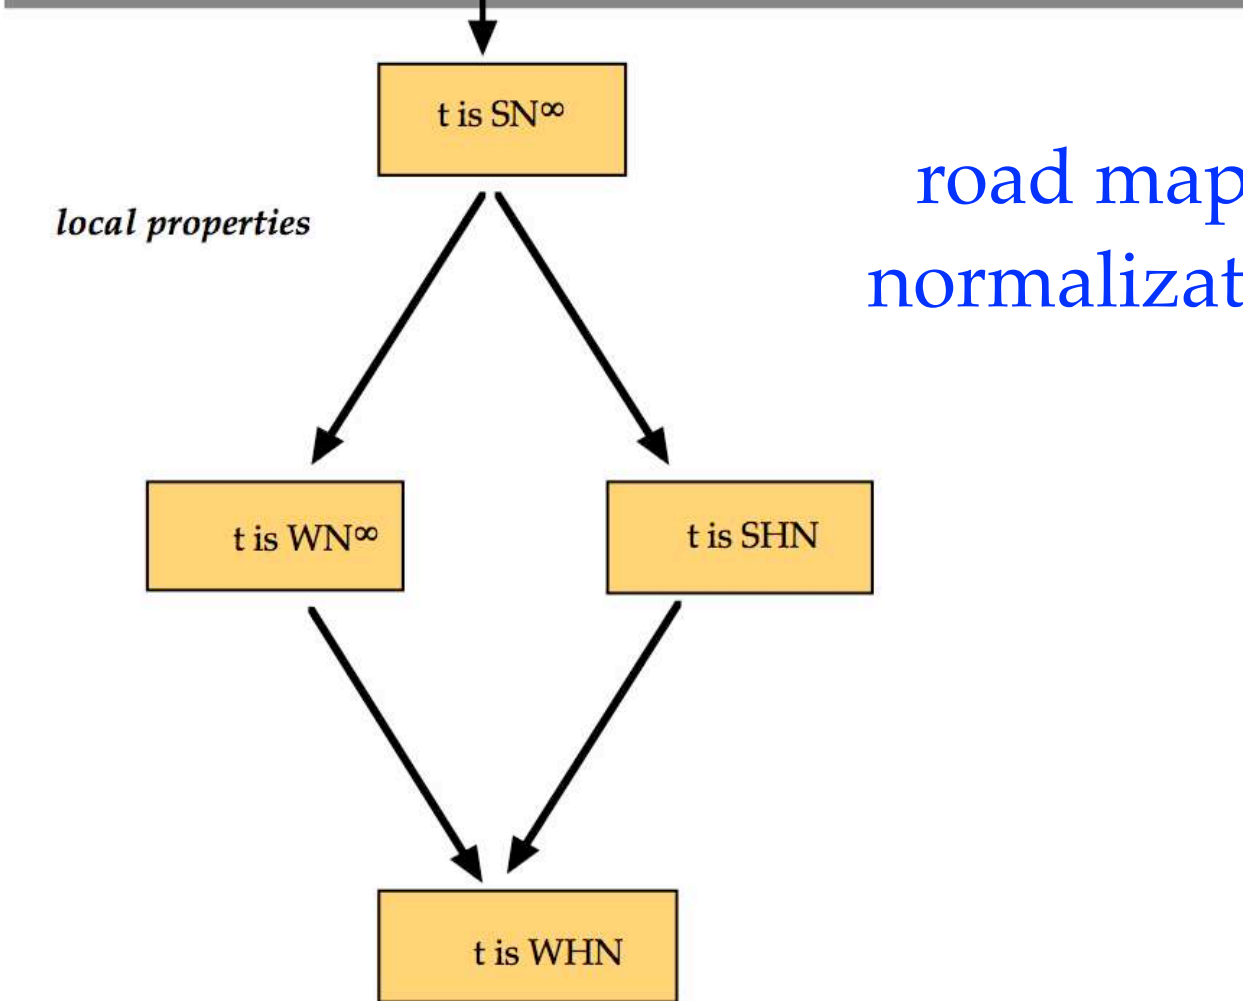 t is SN∞
road map
normalizat
local properties
t is WN∞
t is SHN
t is WHN